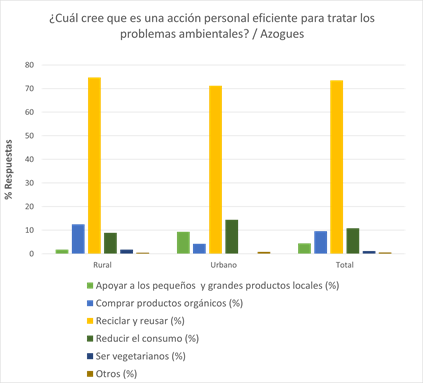 ¿Cuál cree que es una acción personal eficiente para tratar los
problemas ambientales? / Azogues
80
70
60
50
40
30
20
10
0
% Respuestas
Rural Urbano Total
Apoyar a los pequeños y grandes productos locales (%)
Comprar productos orgánicos (%)
Reciclar y reusar (%)
Reducir el consumo (%)
Ser vegetarianos (%)
Otros (%)